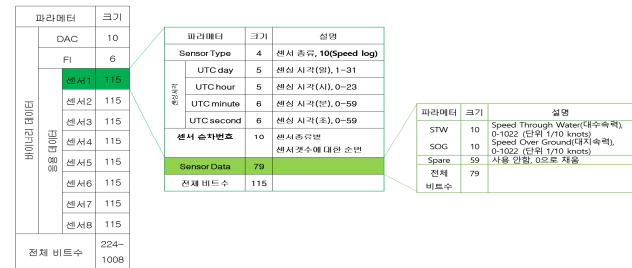 파라메터 크기
DAC 10
FI 6
바이너리 데이터
응용 데이터
센서1 115
센서2 115
센서3 115
센서4 115
센서5 115
센서6 115
센서7 115
센서8 115
전체 비트수 224-1008
파라메터 크기 설명
Sensor Type 4 센서 종류, 10(Speed log)
센싱시각
UTC day 5 센싱 시각(일), 1-31
UTC hour 5 센싱 시각(시), 0-23
UTC minute 6 센싱 시각(분), 0-59
UTC second 6 센싱 시각(초), 0-59
센서 순차번호 10 센서종류별
센서갯수에 대한 순번
Sensor Data 79
전체 비트수 115
파라메터 크기 설명
STW 10 Speed Through Water(대수속력),
0-1022 (단위 1/10 knots)
SOG 10 Speed Over Ground(대지속력),
0-1022 (단위 1/10 knots)
Spare 59 사용 안함, 0으로 채움
전체 79
비트수